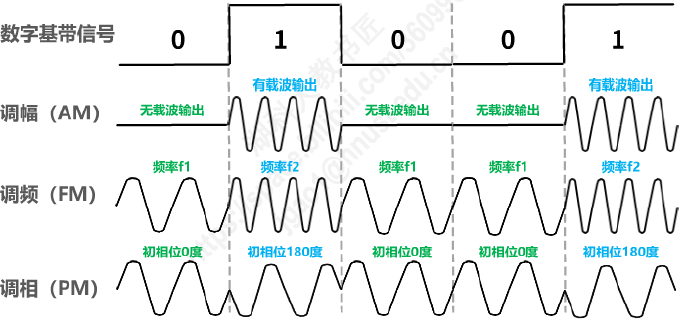 数字基带信号
0 1 0 0 1
有载波输出 有载波输出
调幅（AM） 无载波输出 无载波输出 无载波输出
频率f1 频率f2 频率f1 频率f1 频率f2
调频（FM）
初相位0度 初相位180度 初相位0度 初相位0度 初相位180度
调相（PM）